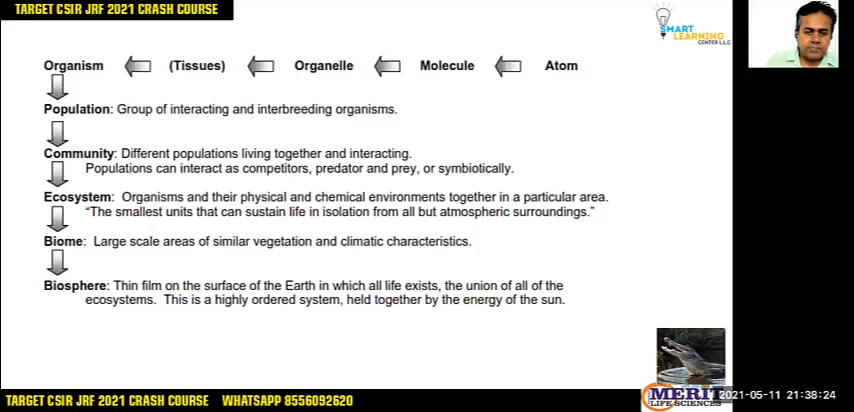 TARGET CSIR JRF 2021 CRASH COURSE
SMART
LEARNING
CENTER L.L.C
Organism (Tissues) Organelle Molecule Atom
Population: Group of interacting and interbreeding organisms.
Community: Different populations living together and interacting.
Populations can interact as competitors, predator and prey, or symbiotically.
Ecosystem: Organisms and their physical and chemical environments together in a particular area.
“The smallest units that can sustain life in isolation from all but atmospheric surroundings.”
Biome: Large scale areas of similar vegetation and climatic characteristics.
Biosphere: Thin film on the surface of the Earth in which all life exists, the union of all of the
ecosystems. This is a highly ordered system, held together by the energy of the sun.
TARGET CSIR JRF 2021 CRASH COURSE WHATSAPP 8556092620
MERIT
LIFE SCIENCES
2021-05-11 21:38:24